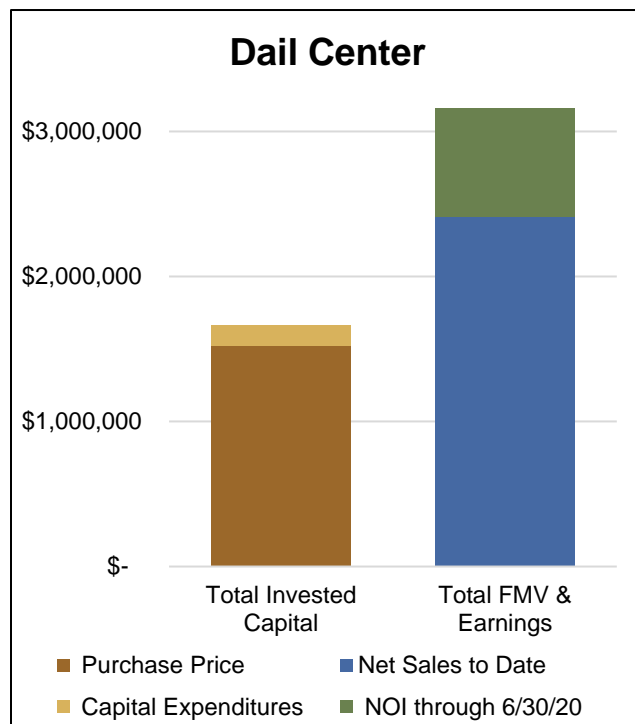 Dail Center
$3,000,000
$2,000,000
$1,000,000
$-
Total Invested
Capital
Total FMV &
Earnings
Purchase Price
Net Sales to Date
Capital Expenditures
NOI through 6/30/20